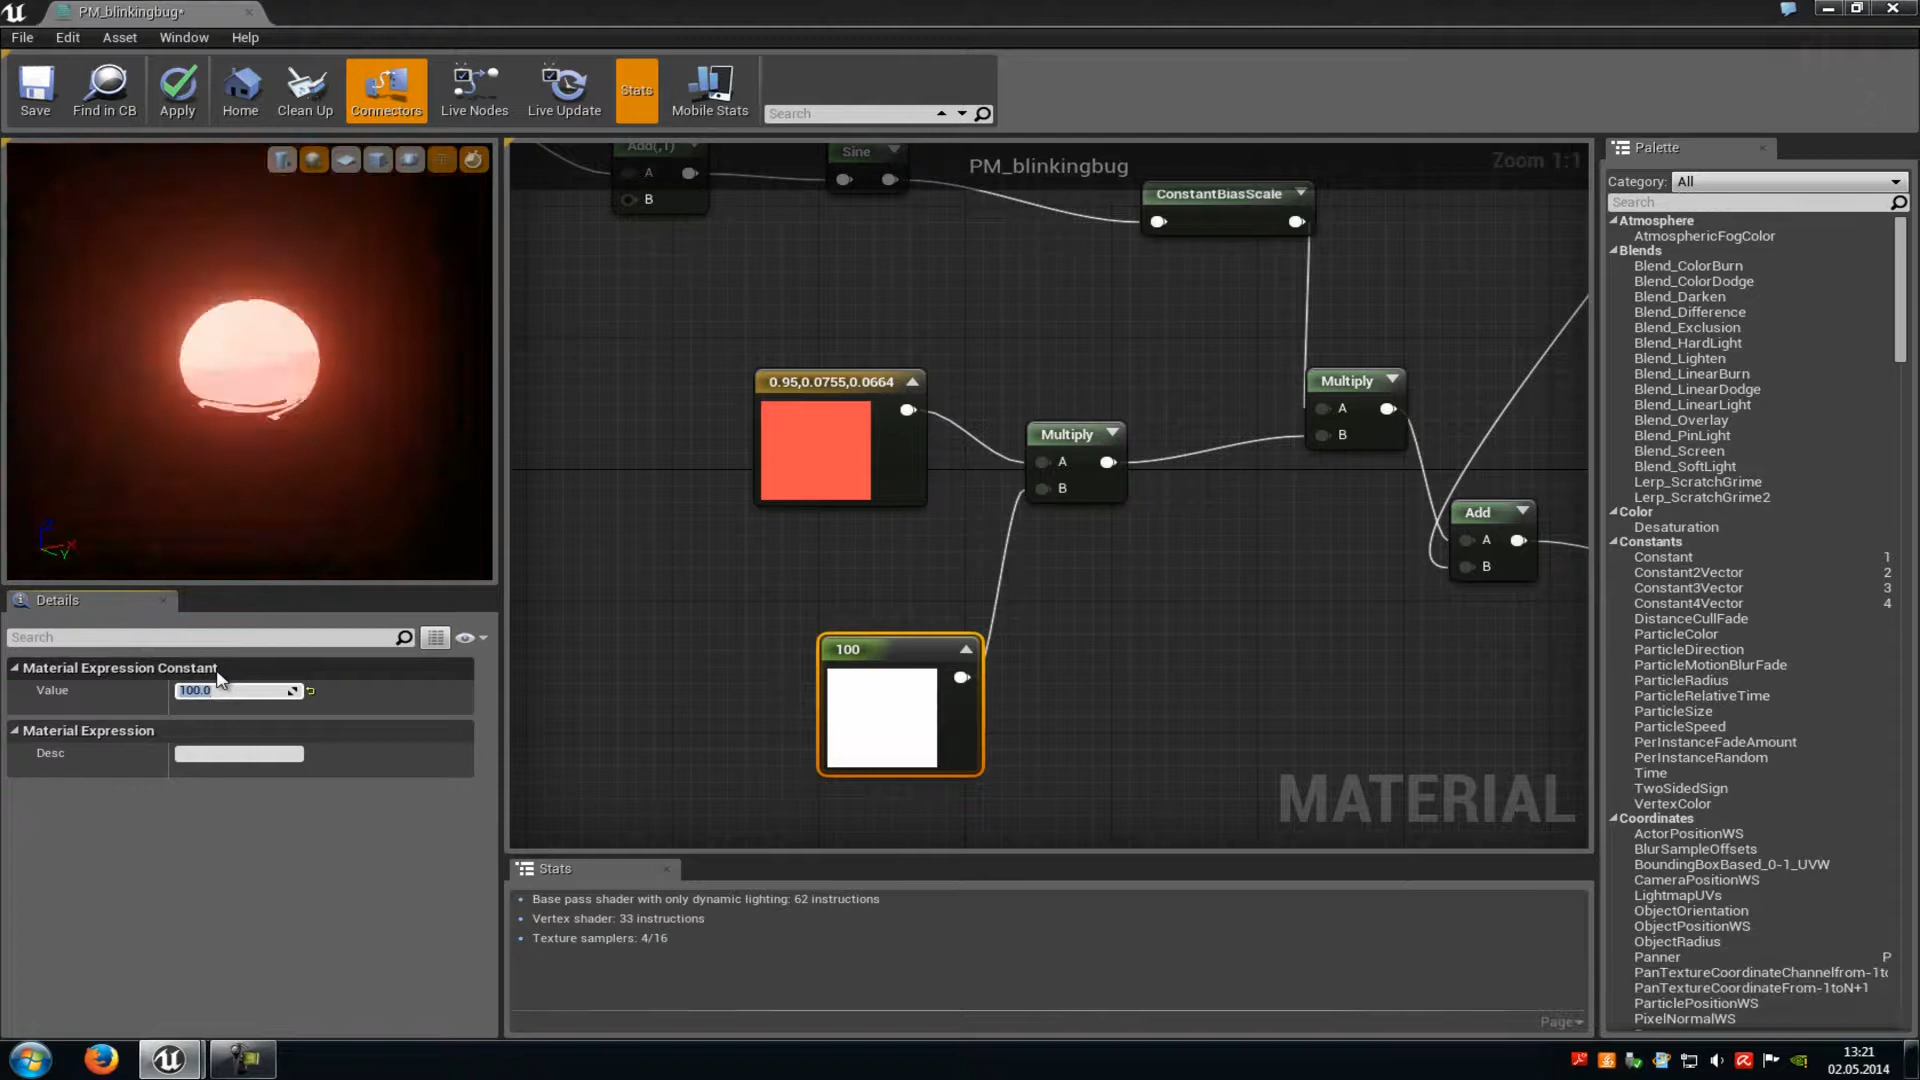 PM_blinkingbug*
File Edit Asset Window Help
Save Find in CB Apply Home Clean Up Connectors Live Nodes Live Update Stats Mobile Stats Search
Add(,1)
A
B
Sine
PM_blinkingbug
Zoom 1:1
ConstantBiasScale
0.95,0.0755,0.0664
Multiply
A
B
Multiply
A
B
Add
A
B
100
MATERIAL
Z
X
Y
Details
Search
Material Expression Constant
Value 100.0
Material Expression
Desc
Stats
Base pass shader with only dynamic lighting: 62 instructions
Vertex shader: 33 instructions
Texture samplers: 4/16
Page
Palette
Category: All
Search
Atmosphere
AtmosphericFogColor
Blends
Blend_ColorBurn
Blend_ColorDodge
Blend_Darken
Blend_Difference
Blend_Exclusion
Blend_HardLight
Blend_Lighten
Blend_LinearBurn
Blend_LinearDodge
Blend_LinearLight
Blend_Overlay
Blend_PinLight
Blend_Screen
Blend_SoftLight
Lerp_ScratchGrime
Lerp_ScratchGrime2
Color
Desaturation
Constants
Constant 1
Constant2Vector 2
Constant3Vector 3
Constant4Vector 4
DistanceCullFade
ParticleColor
ParticleDirection
ParticleMotionBlurFade
ParticleRadius
ParticleRelativeTime
ParticleSize
ParticleSpeed
PerInstanceFadeAmount
PerInstanceRandom
Time
TwoSidedSign
VertexColor
Coordinates
ActorPositionWS
BlurSampleOffsets
BoundingBoxBased_0-1_UVW
CameraPositionWS
LightmapUVs
ObjectOrientation
ObjectPositionWS
ObjectRadius
Panner P
PanTextureCoordinateChannelfrom-1to
PanTextureCoordinateFrom-1toN+1
ParticlePositionWS
PixelNormalWS
13:21
02.05.2014